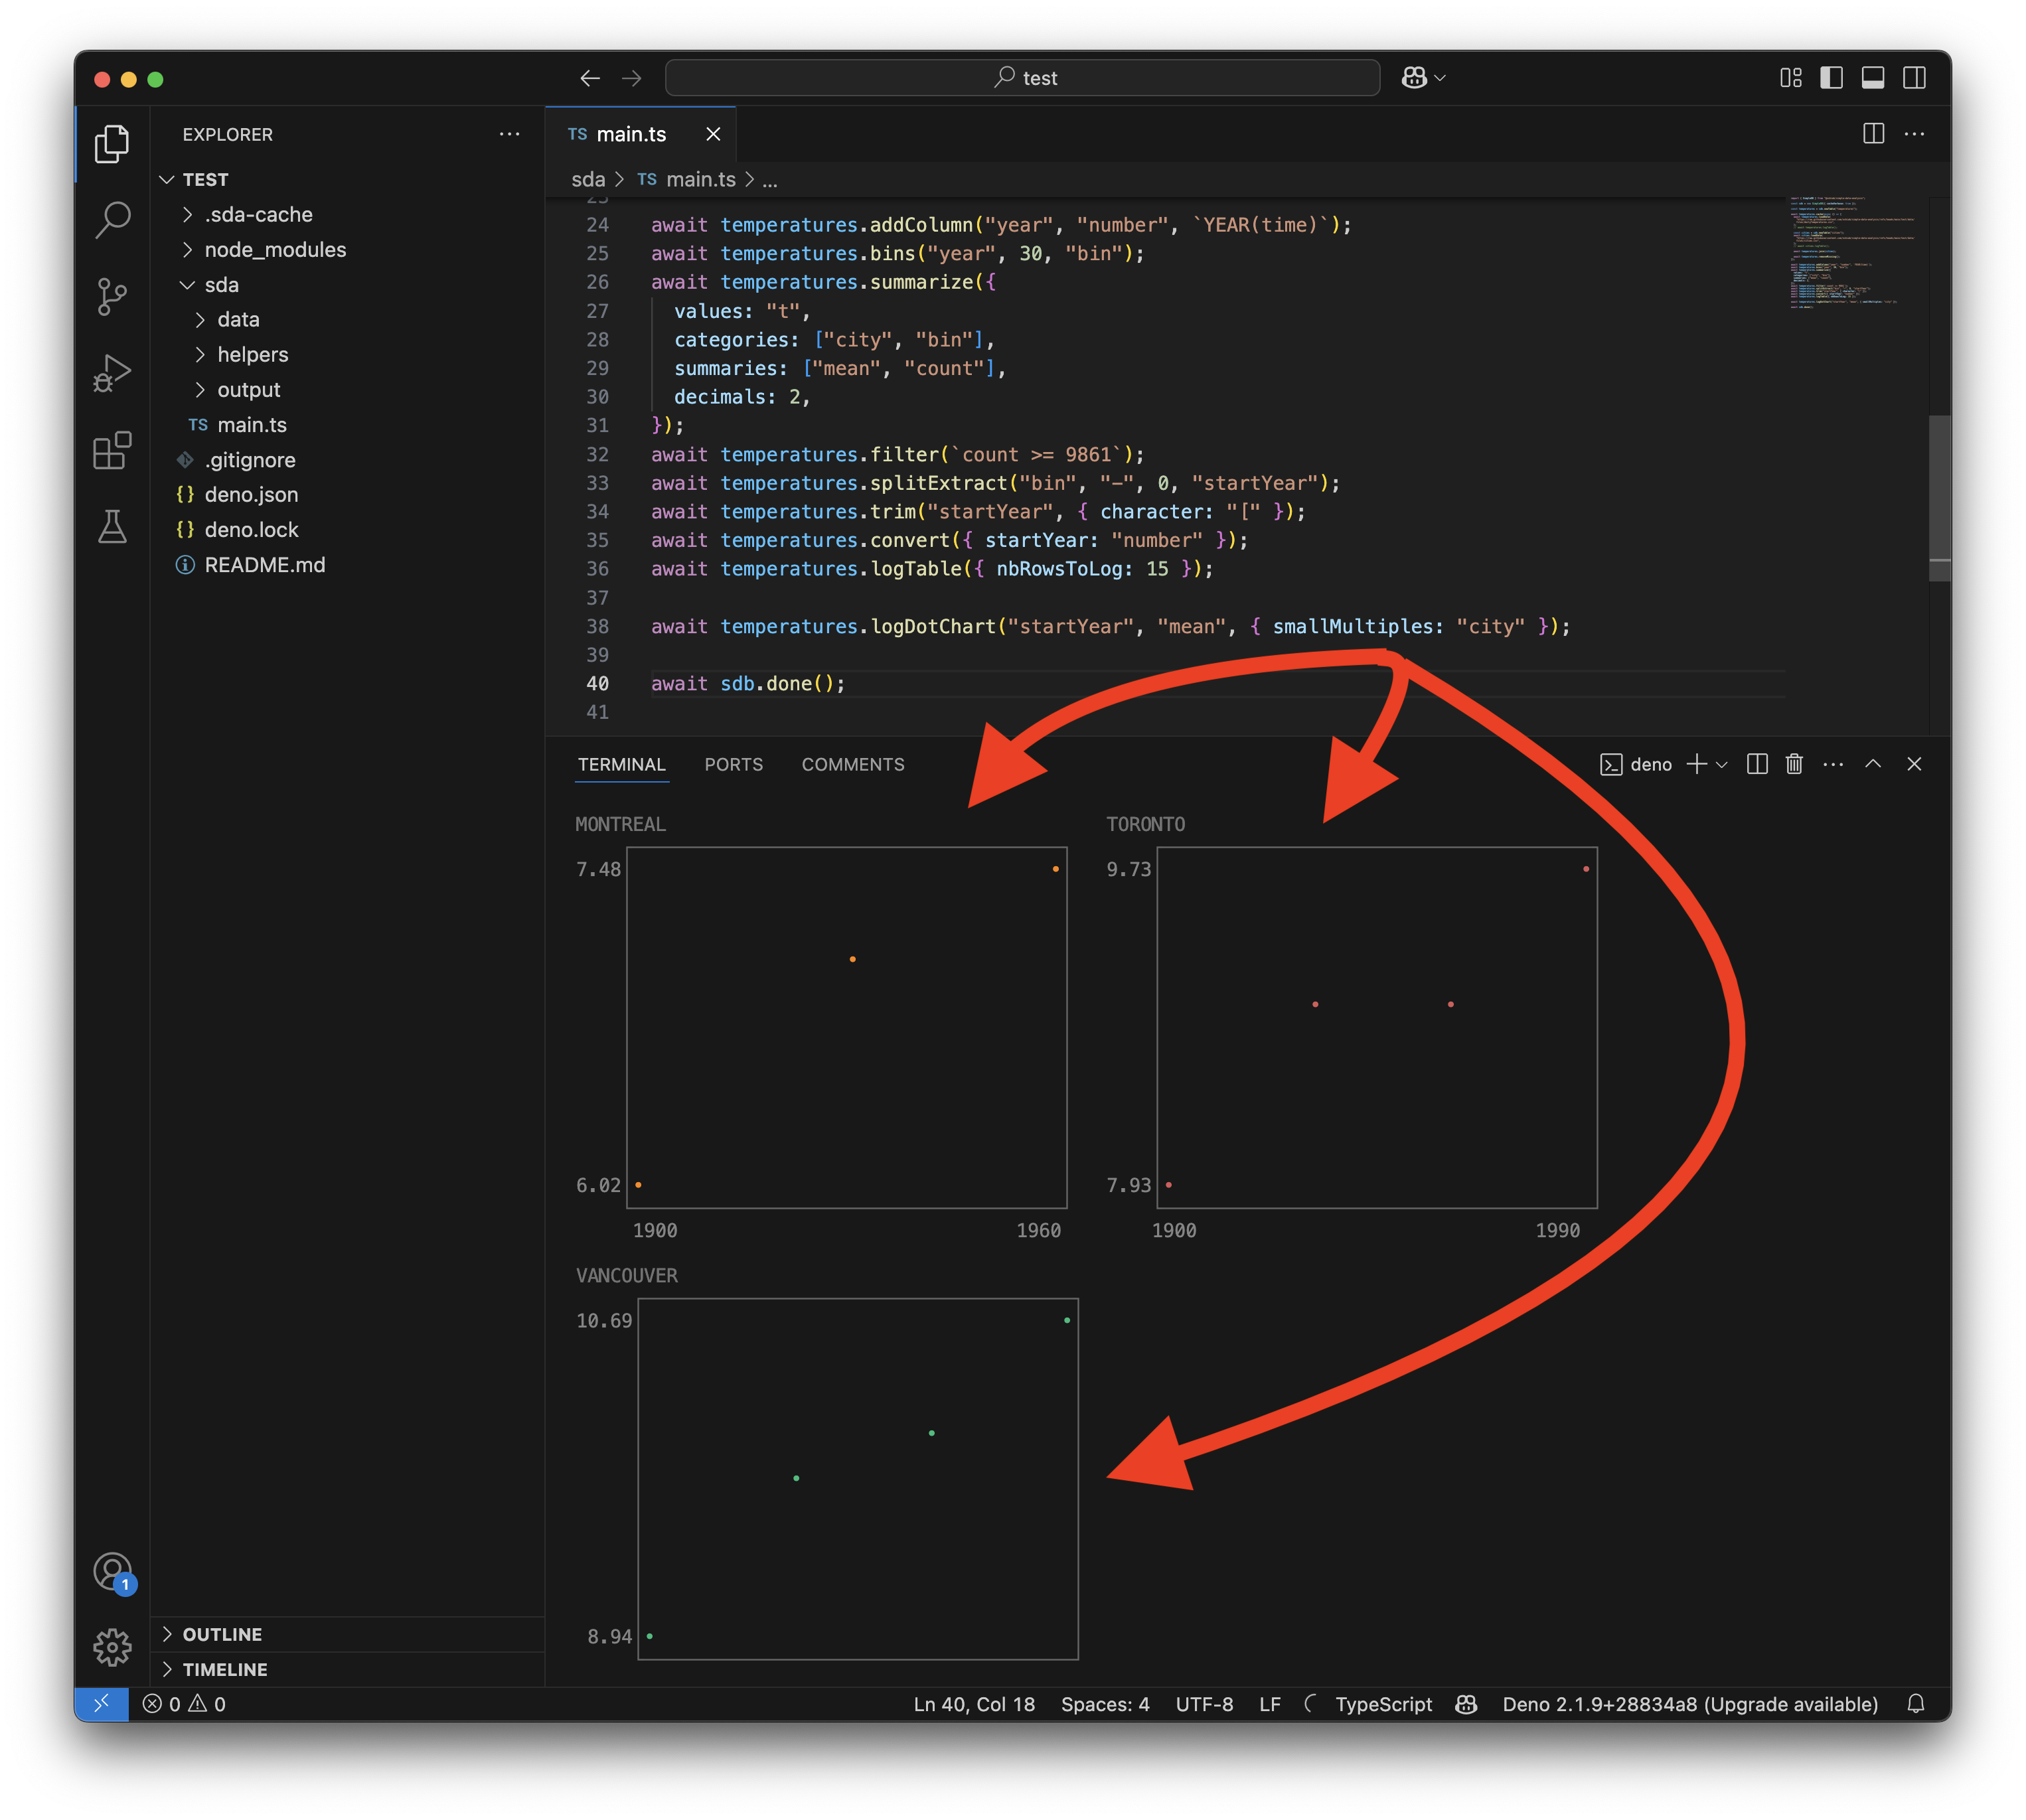 test
EXPLORER
TEST
.sda-cache
node_modules
sda
data
helpers
output
TS main.ts
.gitignore
{} deno.json
{} deno.lock
README.md
OUTLINE
TIMELINE
TS main.ts
sda > TS main.ts > ...
23
24 await temperatures.addColumn("year", "number", `YEAR(time)`);
25 await temperatures.bins("year", 30, "bin");
26 await temperatures.summarize({
27 values: "t",
28 categories: ["city", "bin"],
29 summaries: ["mean", "count"],
30 decimals: 2,
31 });
32 await temperatures.filter(`count >= 9861`);
33 await temperatures.splitExtract("bin", "-", 0, "startYear");
34 await temperatures.trim("startYear", { character: "[" });
35 await temperatures.convert({ startYear: "number" });
36 await temperatures.logTable({ nbRowsToLog: 15 });
37
38 await temperatures.logDotChart("startYear", "mean", { smallMultiples: "city" });
39
40 await sdb.done();
41
TERMINAL PORTS COMMENTS deno
MONTREAL
7.48
6.02
1900 1960
TORONTO
9.73
7.93
1900 1990
VANCOUVER
10.69
8.94
1
0 0 Ln 40, Col 18 Spaces: 4 UTF-8 LF TypeScript Deno 2.1.9+28834a8 (Upgrade available)